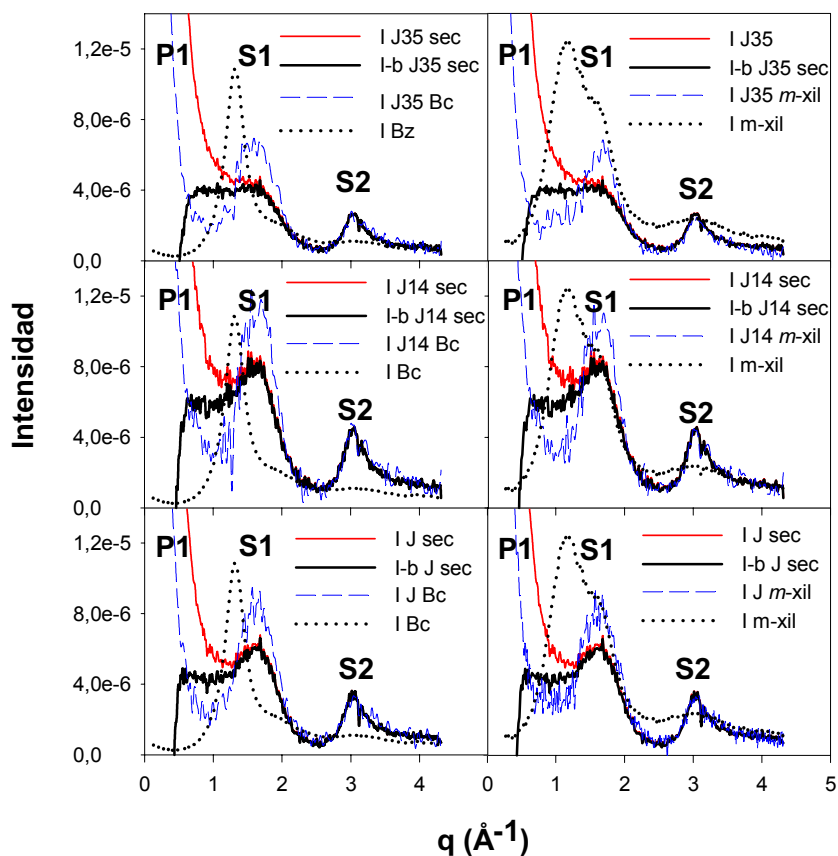 Intensidad
1,2e-5
8,0e-6
4,0e-6
0,0
P1
S1
S2
I J35 sec
I-b J35 sec
I J35 Bc
I Bz
P1
S1
S2
I J35
I-b J35 sec
I J35 m-xil
I m-xil
1,2e-5
8,0e-6
4,0e-6
0,0
P1
S1
S2
I J14 sec
I-b J14 sec
I J14 Bc
I Bc
P1
S1
S2
I J14 sec
I-b J14 sec
I J14 m-xil
I m-xil
1,2e-5
8,0e-6
4,0e-6
0,0
P1
S1
S2
I J sec
I-b J sec
I J Bc
I Bc
P1
S1
S2
I J sec
I-b J sec
I J m-xil
I m-xil
0 1 2 3 4
0 1 2 3 4 5
q (Å-1)